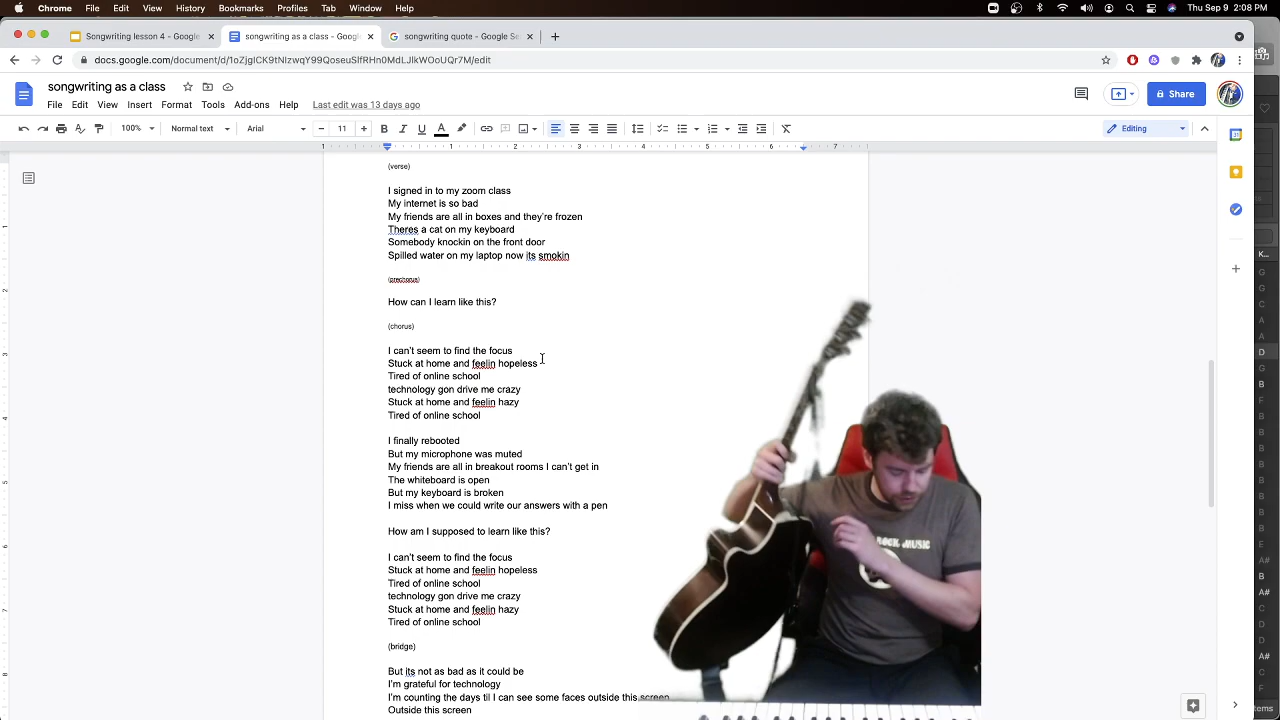 Chrome File Edit View History Bookmarks Profiles Tab Window Help Thu Sep 9 2:08 PM
Songwriting lesson 4 - Google songwriting as a class - Goog songwriting quote - Google Se
docs.google.com/document/d/1oZjgICK9tNIzwqY99QoseuSlfRHn0MdLJlkWOoUQr7M/edit
songwriting as a class
File Edit View Insert Format Tools Add-ons Help Last edit was 13 days ago
Share
100% Normal text Arial 11 Editing
(verse)
I signed in to my zoom class
My internet is so bad
My friends are all in boxes and they're frozen
Theres a cat on my keyboard
Somebody knockin on the front door
Spilled water on my laptop now its smokin
(prechorus)
How can I learn like this?
(chorus)
I can't seem to find the focus
Stuck at home and feelin hopeless
Tired of online school
technology gon drive me crazy
Stuck at home and feelin hazy
Tired of online school
I finally rebooted
But my microphone was muted
My friends are all in breakout rooms I can't get in
The whiteboard is open
But my keyboard is broken
I miss when we could write our answers with a pen
How am I supposed to learn like this?
I can't seem to find the focus
Stuck at home and feelin hopeless
Tired of online school
technology gon drive me crazy
Stuck at home and feelin hazy
Tired of online school
(bridge)
But its not as bad as it could be
I'm grateful for technology
I'm counting the days til I can see some faces outside this screen
Outside this screen
ROCK MUSIC